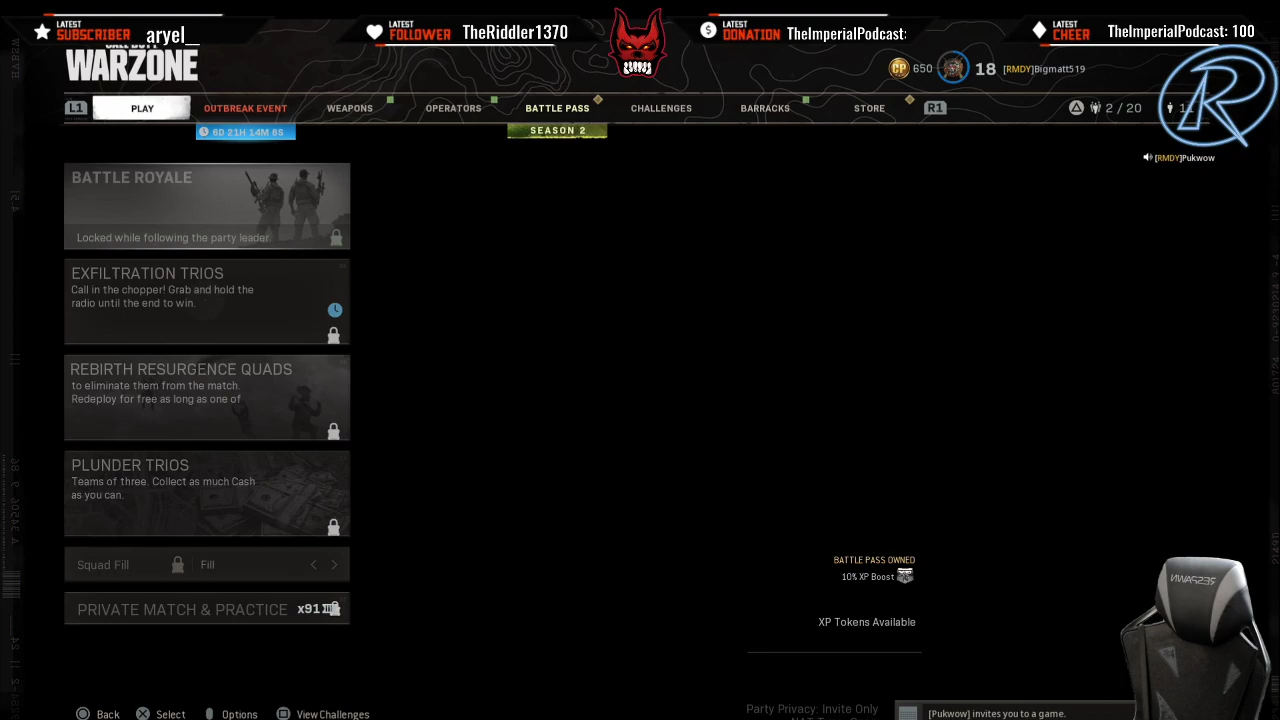 LATEST
SUBSCRIBER aryel_
LATEST
FOLLOWER TheRiddler1370
LATEST
DONATION TheImperialPodcast:
LATEST
CHEER TheImperialPodcast: 100
WARZONE
CP 650 18 [RMDY]Bigmatt519
L1 PLAY OUTBREAK EVENT WEAPONS OPERATORS BATTLE PASS CHALLENGES BARRACKS STORE R1 2 / 20
6D 21H 14M 6S
SEASON 2
[RMDY]Pukwow
BATTLE ROYALE
Locked while following the party leader.
EXFILTRATION TRIOS
Call in the chopper! Grab and hold the
radio until the end to win.
REBIRTH RESURGENCE QUADS
to eliminate them from the match.
Redeploy for free as long as one of
PLUNDER TRIOS
Teams of three. Collect as much Cash
as you can.
Squad Fill Fill
PRIVATE MATCH & PRACTICE
BATTLE PASS OWNED
10% XP Boost
XP Tokens Available
RESPAWN
Party Privacy: Invite Only
[Pukwow] invites you to a game.
Back Select Options View Challenges